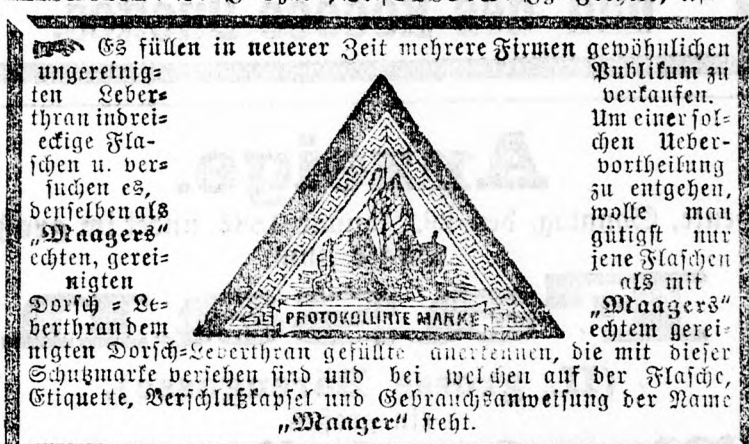 Es füllen in neuerer Zeit mehrere Firmen gewöhnlichen
ungereinig=
ten Leber=
thran in drei=
eckige Fla-
schen u. ver=
suchen es,
denselben als
„Maagers“
echten, gerei=
nigten
Dorsch=Le=
berthran dem
Publikum zu
verkaufen.
Um einer sol=
chen Ueber-
vortheilung
zu entgehen,
wolle man
gütigst nur
jene Flaschen
als mit
„Maagers“
echtem gerei=
PROTOKOLLIRTE MARKE
nigten Dorsch=Leberthran gefüllte anerkennen, die mit dieser
Schutzmarke versehen sind und bei welchen auf der Flasche,
Etiquette, Verschlußkapsel und Gebrauchsanweisung der Name
„Maager“ steht.